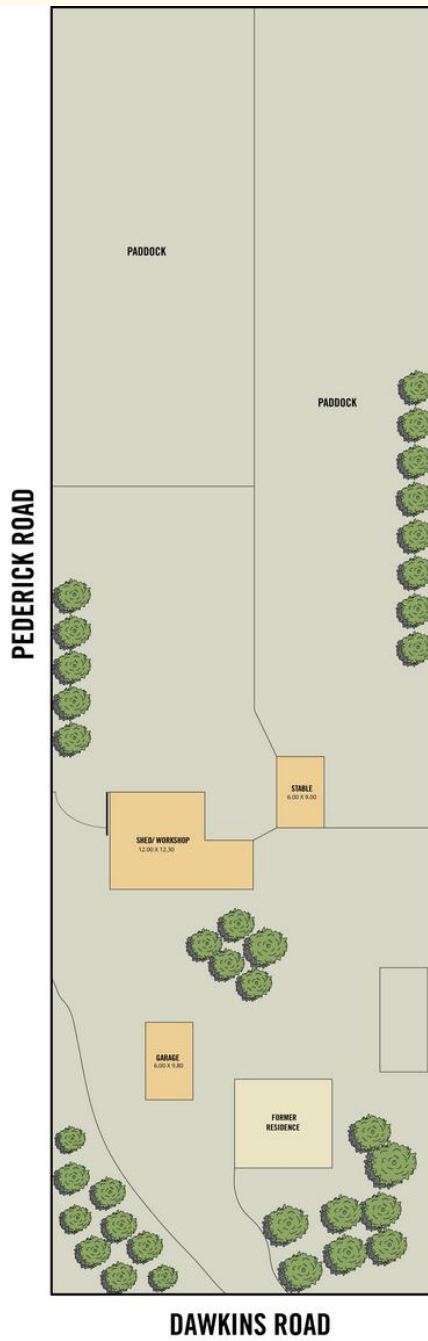 PADDOCK
PADDOCK
PEDERICK ROAD
STABLE
6.00 X 9.00
SHED/ WORKSHOP
12.00 X 12.30
GARAGE
6.00 X 9.80
FORMER
RESIDENCE
DAWKINS ROAD